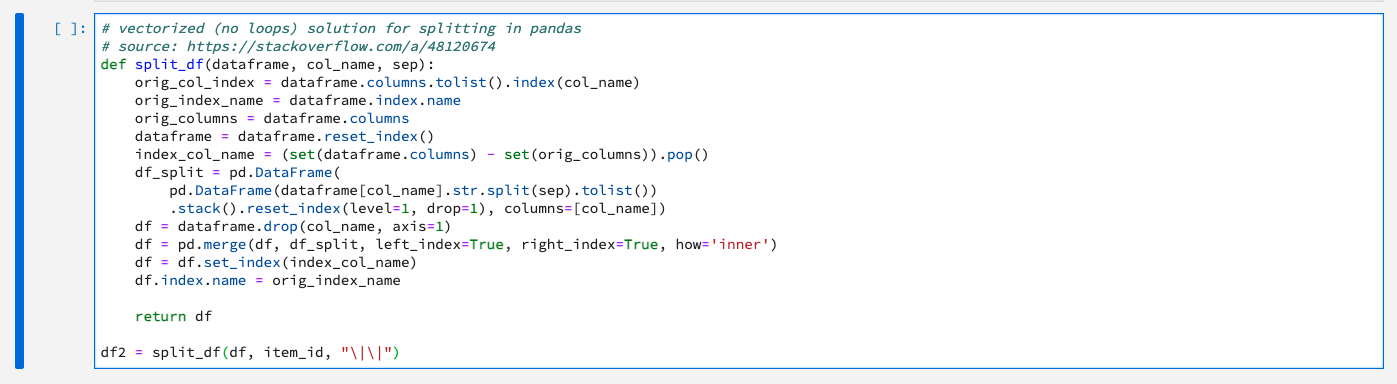 [ ]:
# vectorized (no loops) solution for splitting in pandas
# source: https://stackoverflow.com/a/48120674
def split_df(dataframe, col_name, sep):
    orig_col_index = dataframe.columns.tolist().index(col_name)
    orig_index_name = dataframe.index.name
    orig_columns = dataframe.columns
    dataframe = dataframe.reset_index()
    index_col_name = (set(dataframe.columns) - set(orig_columns)).pop()
    df_split = pd.DataFrame(
        pd.DataFrame(dataframe[col_name].str.split(sep).tolist())
        .stack().reset_index(level=1, drop=1), columns=[col_name])
    df = dataframe.drop(col_name, axis=1)
    df = pd.merge(df, df_split, left_index=True, right_index=True, how='inner')
    df = df.set_index(index_col_name)
    df.index.name = orig_index_name

    return df

df2 = split_df(df, item_id, "\|\|")